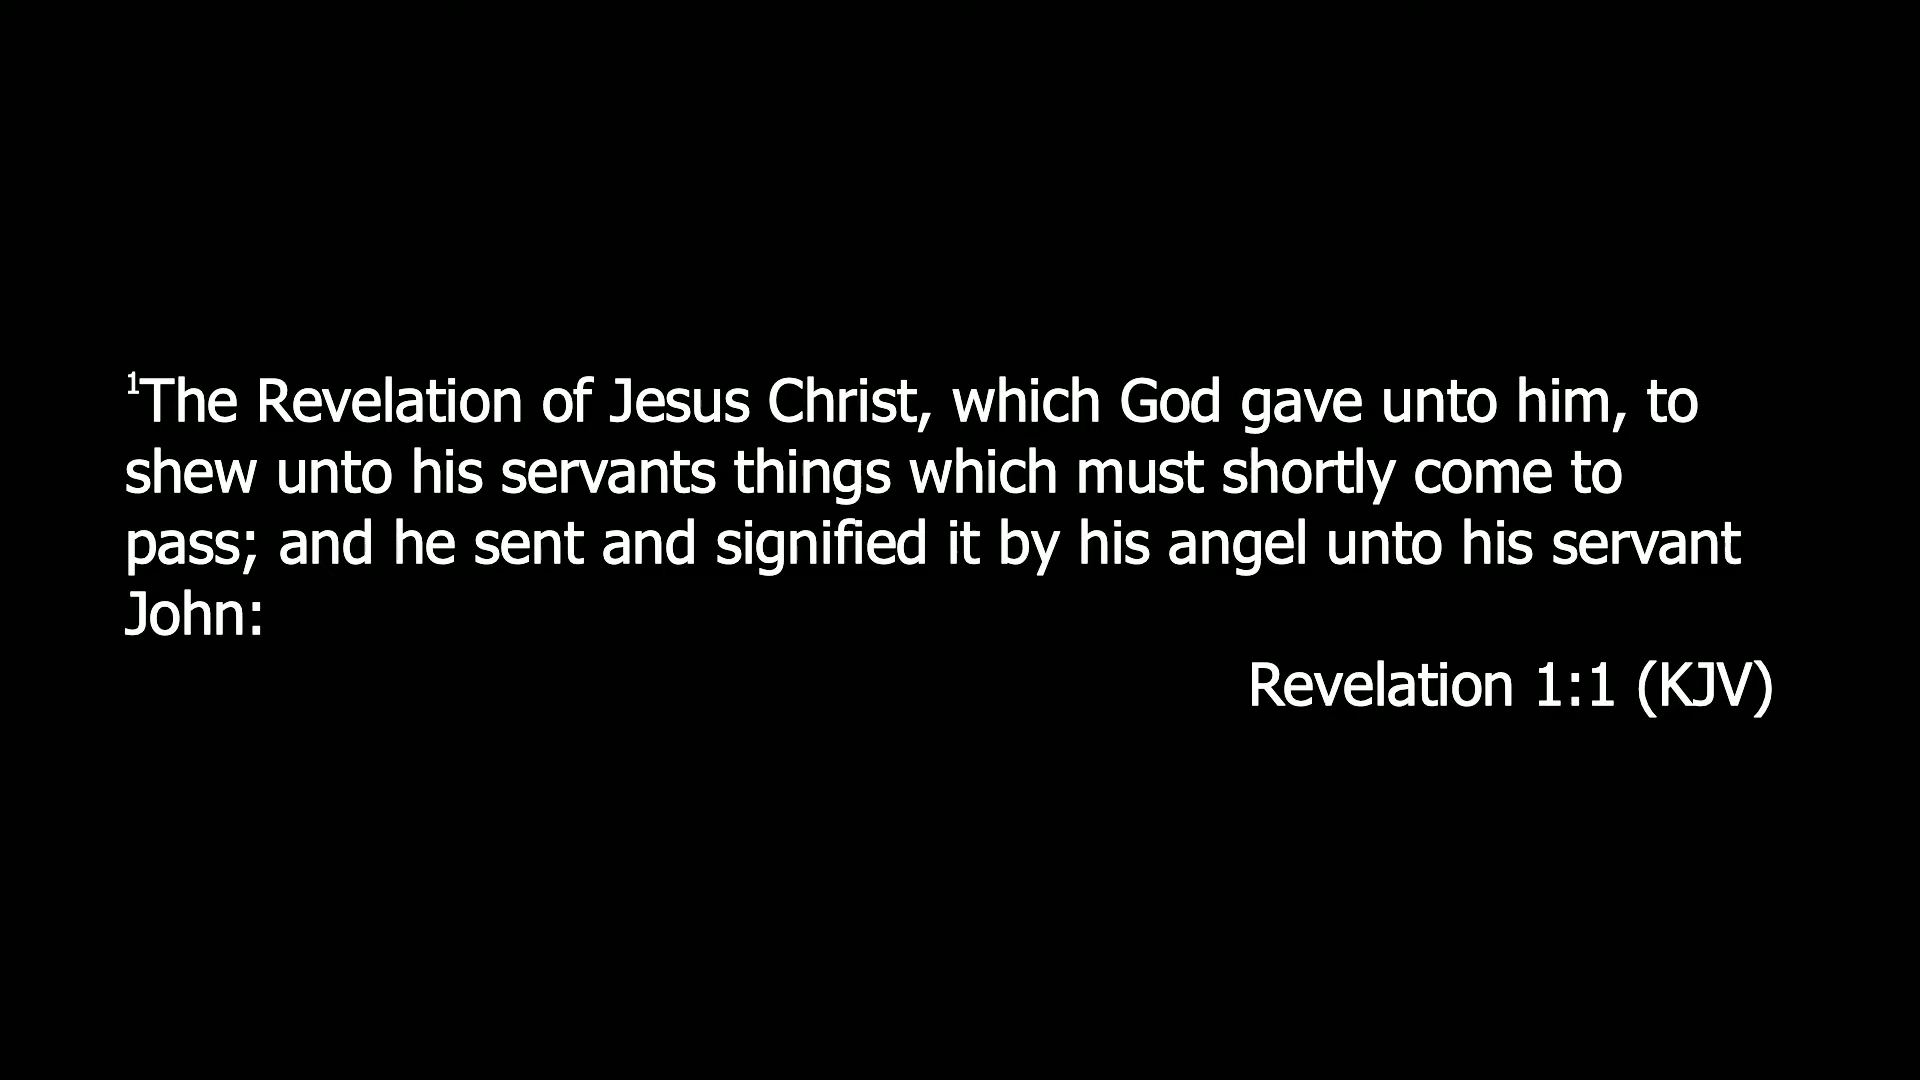 ¹The Revelation of Jesus Christ, which God gave unto him, to
shew unto his servants things which must shortly come to
pass; and he sent and signified it by his angel unto his servant
John:
Revelation 1:1 (KJV)